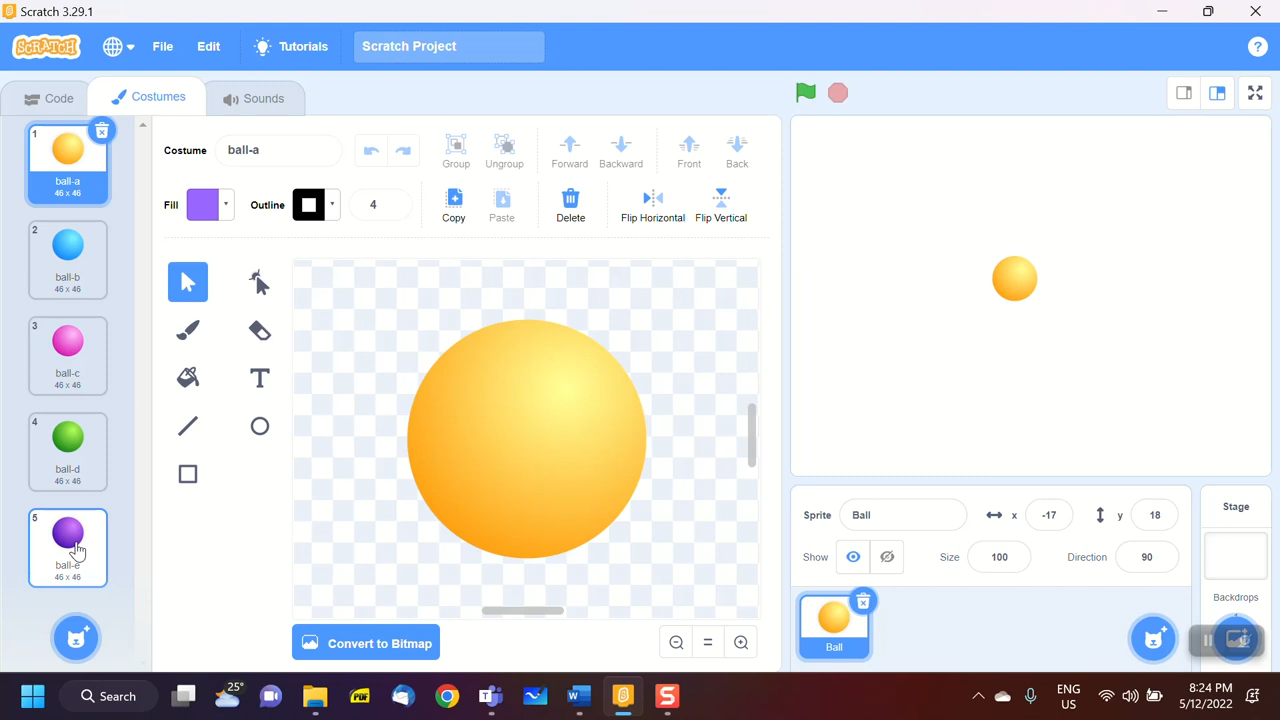 Scratch 3.29.1
SCRATCH File Edit Tutorials Scratch Project ?
Code Costumes Sounds
1
ball-a
46 x 46
2
ball-b
46 x 46
3
ball-c
46 x 46
4
ball-d
46 x 46
5
ball-e
46 x 46
Costume ball-a Group Ungroup Forward Backward Front Back
Fill Outline 4 Copy Paste Delete Flip Horizontal Flip Vertical
T
Convert to Bitmap
Sprite Ball x -17 y 18
Show Size 100 Direction 90
Ball
Stage
Backdrops
Search 25° PDF T W S ENG
US 8:24 PM
5/12/2022